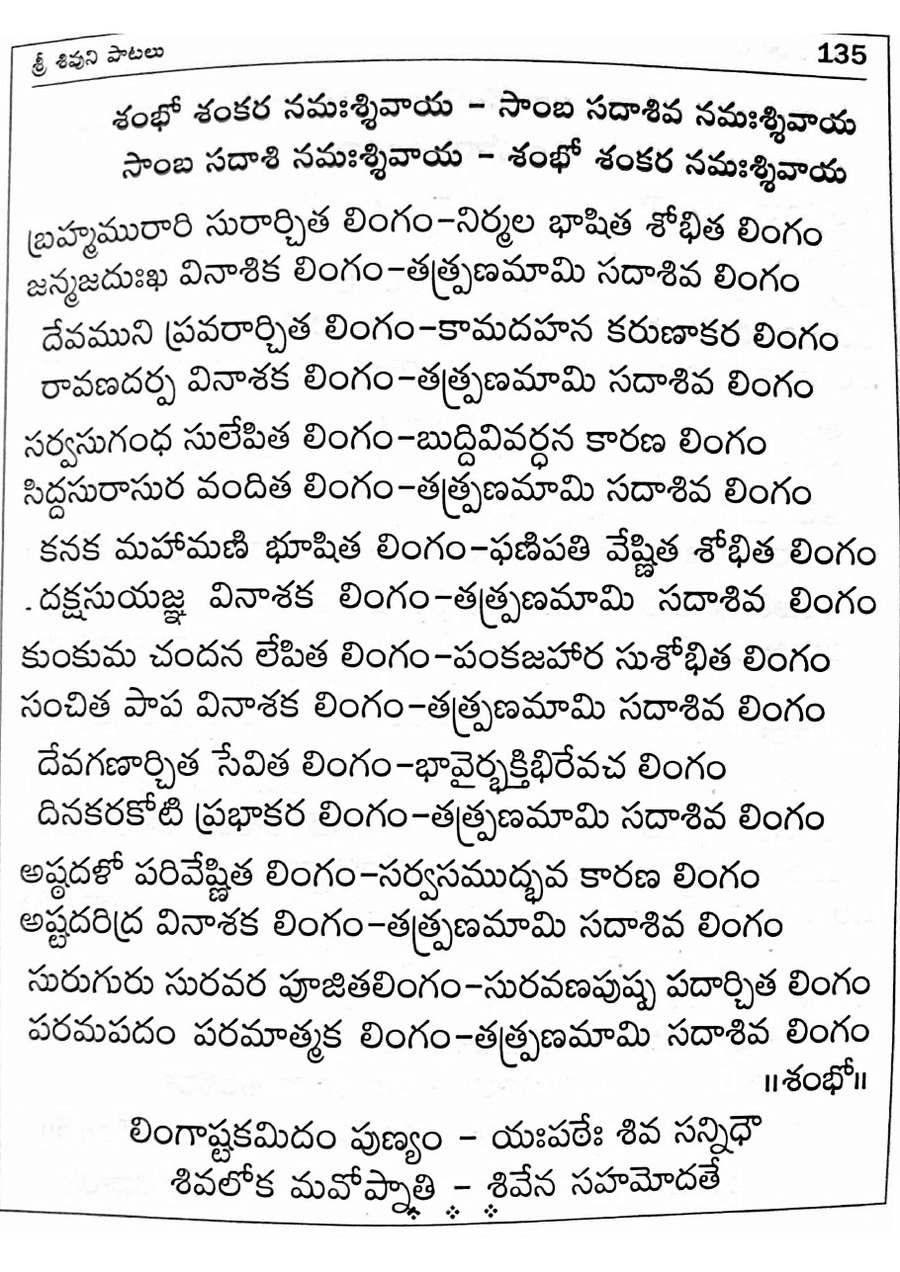 శ్రీ శివుని పాటలు 135
శంభో శంకర నమఃశ్శివాయ – సాంబ సదాశివ నమఃశ్శివాయ
సాంబ సదాశి నమఃశ్శివాయ – శంభో శంకర నమఃశ్శివాయ
బ్రహ్మమురారి సురార్చిత లింగం–నిర్మల భాషిత శోభిత లింగం
జన్మజదుఃఖ వినాశిక లింగం–తత్ప్రణమామి సదాశివ లింగం
దేవముని ప్రవరార్చిత లింగం–కామదహన కరుణాకర లింగం
రావణదర్ప వినాశక లింగం–తత్ప్రణమామి సదాశివ లింగం
సర్వసుగంధ సులేపిత లింగం–బుద్దివివర్ధన కారణ లింగం
సిద్దసురాసుర వందిత లింగం–తత్ప్రణమామి సదాశివ లింగం
కనక మహామణి భూషిత లింగం–ఫణిపతి వేష్ణిత శోభిత లింగం
.దక్షసుయజ్ఞ వినాశక లింగం–తత్ప్రణమామి సదాశివ లింగం
కుంకుమ చందన లేపిత లింగం–పంకజహార సుశోభిత లింగం
సంచిత పాప వినాశక లింగం–తత్ప్రణమామి సదాశివ లింగం
దేవగణార్చిత సేవిత లింగం–భావైర్భక్తిభిరేవచ లింగం
దినకరకోటి ప్రభాకర లింగం–తత్ప్రణమామి సదాశివ లింగం
అష్ఠదళో పరివేష్ణిత లింగం–సర్వసముద్భవ కారణ లింగం
అష్టదరిద్ర వినాశక లింగం–తత్ప్రణమామి సదాశివ లింగం
సురుగురు సురవర పూజితలింగం–సురవణపుష్ప పదార్చిత లింగం
పరమపదం పరమాత్మక లింగం–తత్ప్రణమామి సదాశివ లింగం
॥శంభో॥
లింగాష్టకమిదం పుణ్యం – యఃపఠేః శివ సన్నిధౌ
శివలోక మవోప్నాతి – శివేన సహమోదతే